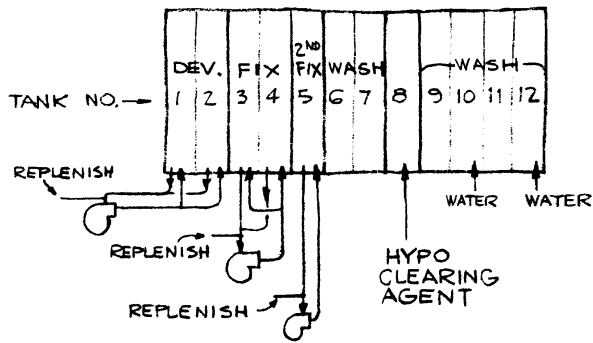 2ND
DEV. FIX FIX WASH WASH
TANK NO. 1 2 3 4 5 6 7 8 9 10 11 12
REPLENISH
WATER WATER
REPLENISH
HYPO
CLEARING
AGENT
REPLENISH